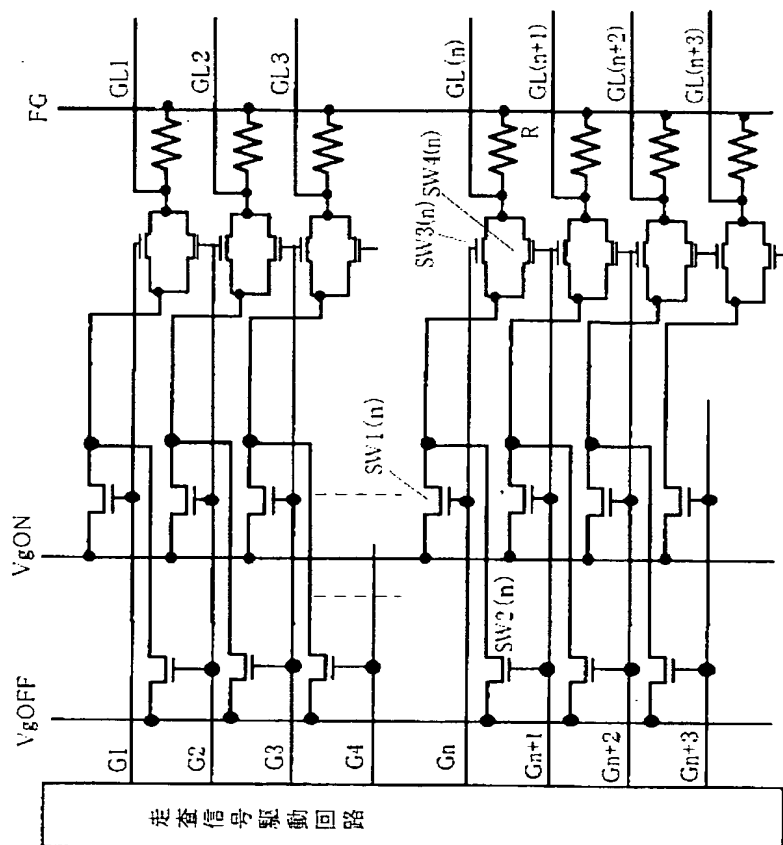 FG
GL1
GL2
GL3
GL(n)
GL(n+1)
GL(n+2)
GL(n+3)
R
SW3(n)
SW4(n)
SW1(n)
VgON
SW2(n)
VgOFF
G1
G2
G3
G4
Gn
Gn+1
Gn+2
Gn+3
走査信号駆動回路